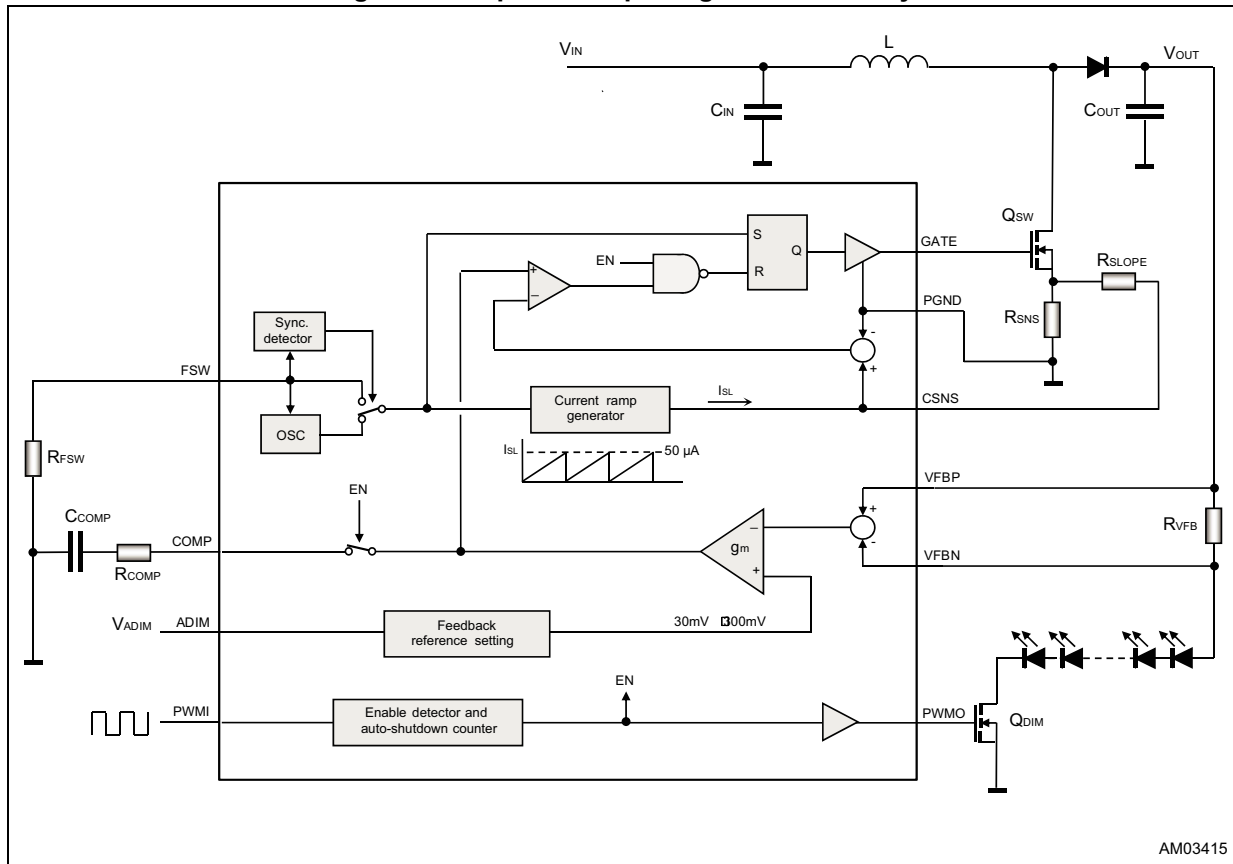 L
VIN
VOUT
CIN
COUT
QSW
S
Q
GATE
EN
R
RSLOPE
+
−
PGND
RSNS
Sync.
detector
-
+
FSW
ISL
CSNS
Current ramp
generator
OSC
RFSW
ISL
50 µA
EN
VFBP
CCOMP
+
RVFB
COMP
−
gm
-
VFBN
RCOMP
+
VADIM
ADIM
Feedback
reference setting
30mV
300mV
EN
PWMI
Enable detector and
auto-shutdown counter
PWMO
QDIM
AM03415